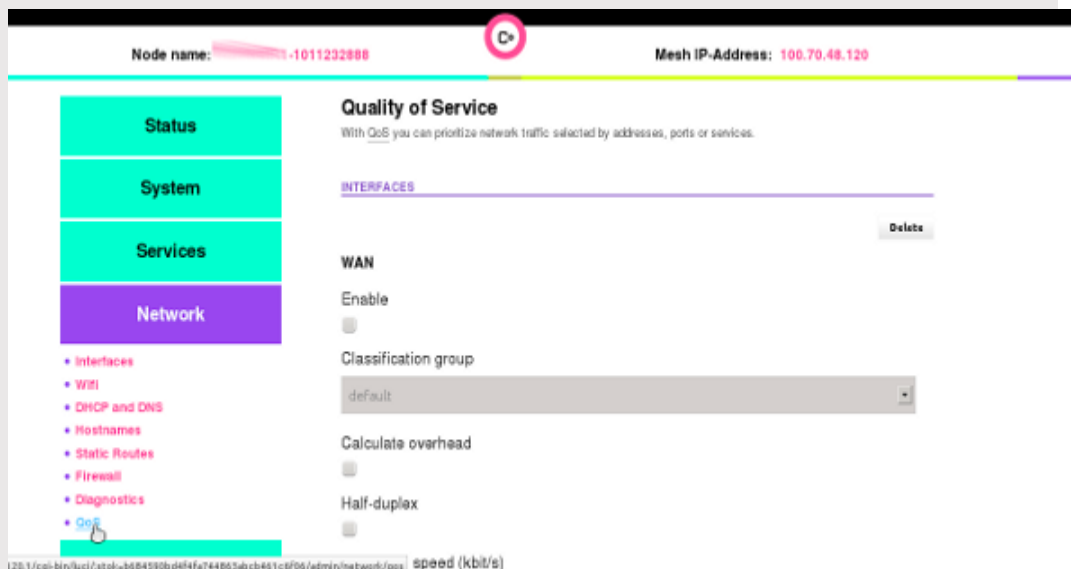 Node name: -1011232888
C
Mesh IP-Address: 100.70.48.120
Status
System
Services
Network
• Interfaces
• Wifi
• DHCP and DNS
• Hostnames
• Static Routes
• Firewall
• Diagnostics
• QoS
Quality of Service
With QoS you can prioritize network traffic selected by addresses, ports or services.
INTERFACES
Delete
WAN
Enable
Classification group
default
Calculate overhead
Half-duplex
speed (kbit/s)